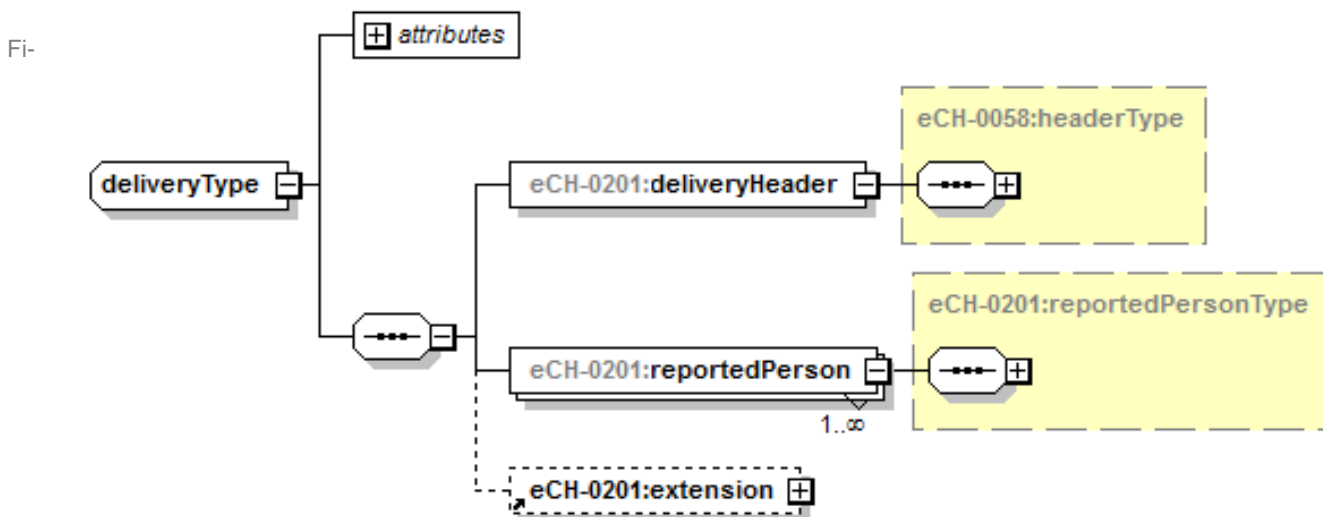 attributes
Fi-
eCH-0058:headerType
deliveryType
eCH-0201:deliveryHeader
eCH-0201:reportedPersonType
eCH-0201:reportedPerson
1..∞
eCH-0201:extension